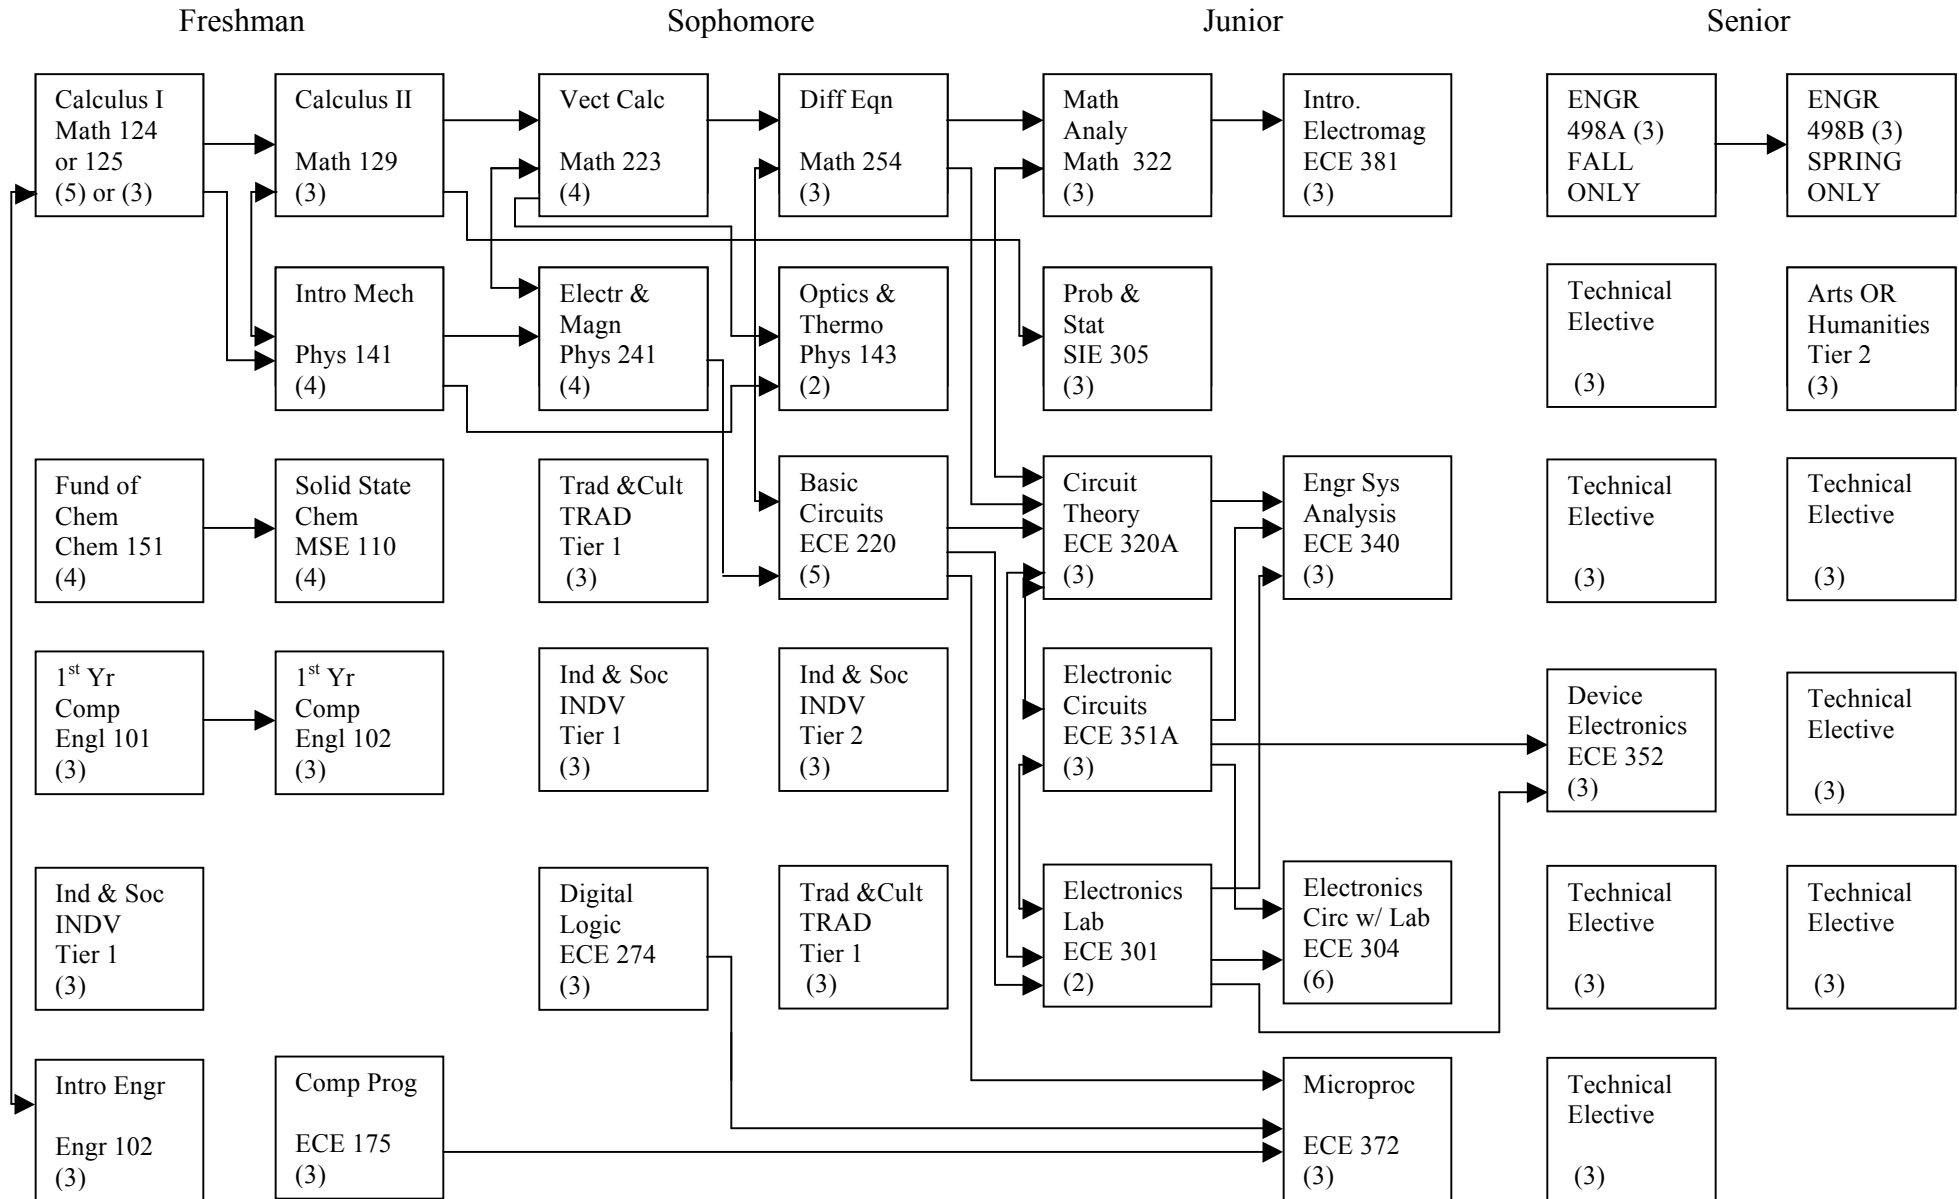 Freshman
Sophomore
Junior
Senior
Calculus I
Math 124
or 125
(5) or (3)
Calculus II
Math 129
(3)
Vect Calc
Math 223
(4)
Diff Eqn
Math 254
(3)
Math
Analy
Math 322
(3)
Intro.
Electromag
ECE 381
(3)
ENGR
498A (3)
FALL
ONLY
ENGR
498B (3)
SPRING
ONLY
Intro Mech
Phys 141
(4)
Electr &
Magn
Phys 241
(4)
Optics &
Thermo
Phys 143
(2)
Prob &
Stat
SIE 305
(3)
Technical
Elective
(3)
Arts OR
Humanities
Tier 2
(3)
Fund of
Chem
Chem 151
(4)
Solid State
Chem
MSE 110
(4)
Trad &Cult
TRAD
Tier 1
(3)
Basic
Circuits
ECE 220
(5)
Circuit
Theory
ECE 320A
(3)
Engr Sys
Analysis
ECE 340
(3)
Technical
Elective
(3)
Technical
Elective
(3)
1st Yr
Comp
Engl 101
(3)
1st Yr
Comp
Engl 102
(3)
Ind & Soc
INDV
Tier 1
(3)
Ind & Soc
INDV
Tier 2
(3)
Electronic
Circuits
ECE 351A
(3)
Device
Electronics
ECE 352
(3)
Technical
Elective
(3)
Ind & Soc
INDV
Tier 1
(3)
Digital
Logic
ECE 274
(3)
Trad &Cult
TRAD
Tier 1
(3)
Electronics
Lab
ECE 301
(2)
Electronics
Circ w/ Lab
ECE 304
(6)
Technical
Elective
(3)
Technical
Elective
(3)
Intro Engr
Engr 102
(3)
Comp Prog
ECE 175
(3)
Microproc
ECE 372
(3)
Technical
Elective
(3)